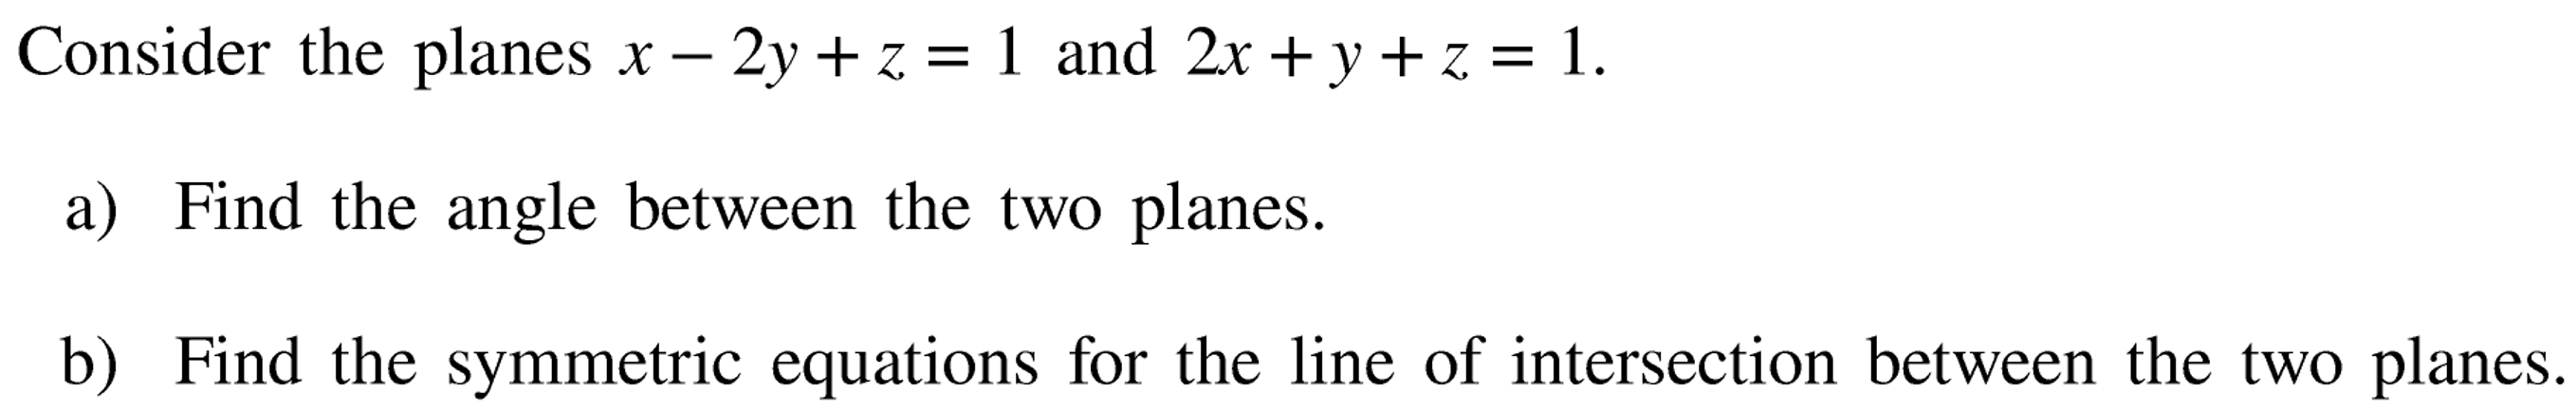 Consider the planes x − 2y + z = 1 and 2x + y + z = 1.
a) Find the angle between the two planes.
b) Find the symmetric equations for the line of intersection between the two planes.